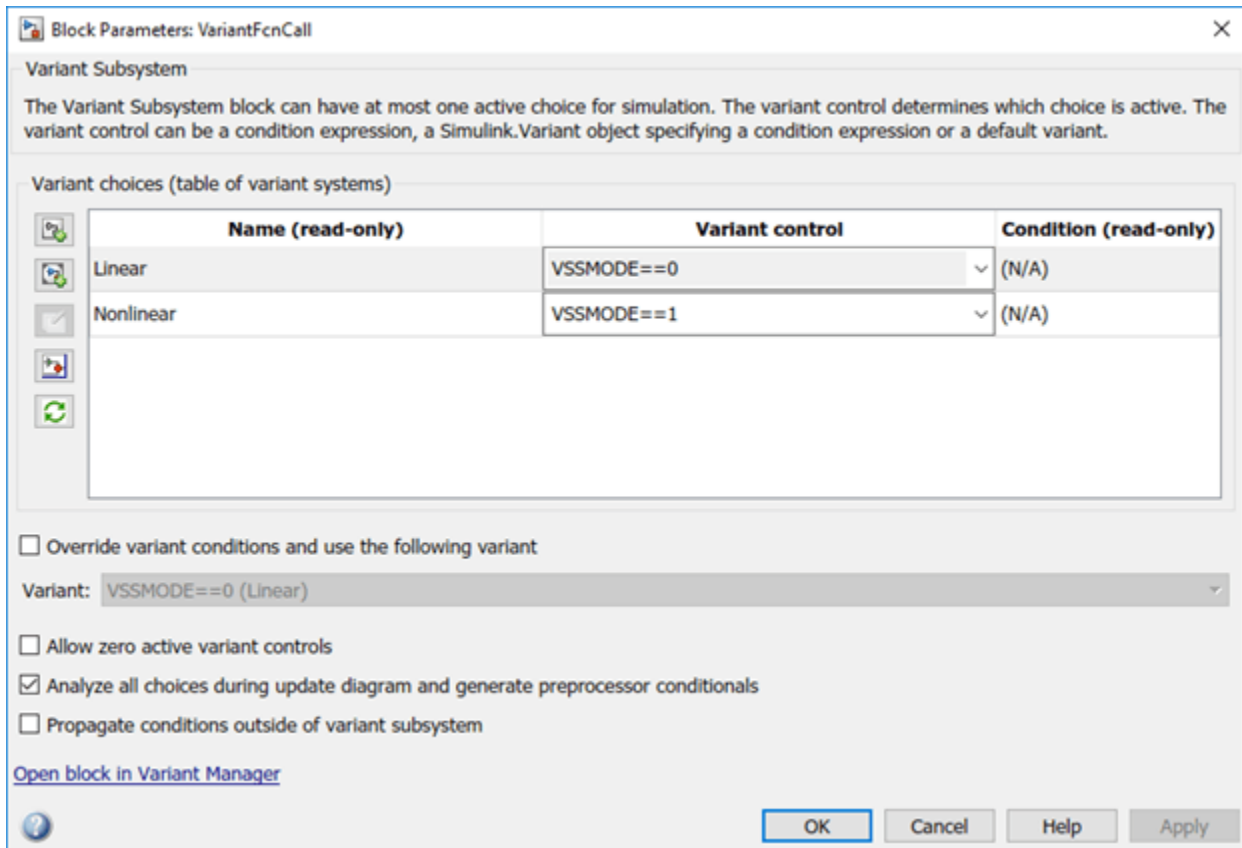 Block Parameters: VariantFcnCall
Variant Subsystem
The Variant Subsystem block can have at most one active choice for simulation. The variant control determines which choice is active. The
variant control can be a condition expression, a Simulink.Variant object specifying a condition expression or a default variant.
Variant choices (table of variant systems)
Name (read-only) Variant control Condition (read-only)
Linear VSSMODE==0 (N/A)
Nonlinear VSSMODE==1 (N/A)
Override variant conditions and use the following variant
Variant: VSSMODE==0 (Linear)
Allow zero active variant controls
Analyze all choices during update diagram and generate preprocessor conditionals
Propagate conditions outside of variant subsystem
Open block in Variant Manager
OK Cancel Help Apply